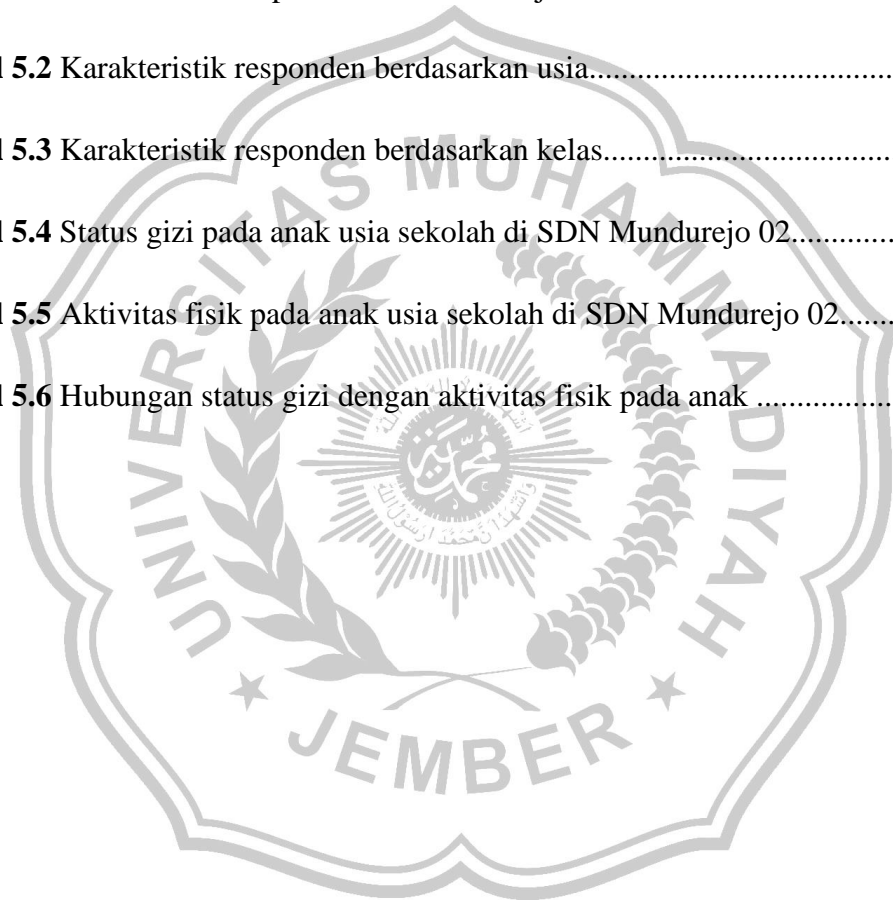 l 5.2 Karakteristik responden berdasarkan usia......................................
l 5.3 Karakteristik responden berdasarkan kelas....................................
l 5.4 Status gizi pada anak usia sekolah di SDN Mundurejo 02.............
l 5.5 Aktivitas fisik pada anak usia sekolah di SDN Mundurejo 02.......
l 5.6 Hubungan status gizi dengan aktivitas fisik pada anak .................
UNIVERSITAS MUHAMMADIYAH
JEMBER